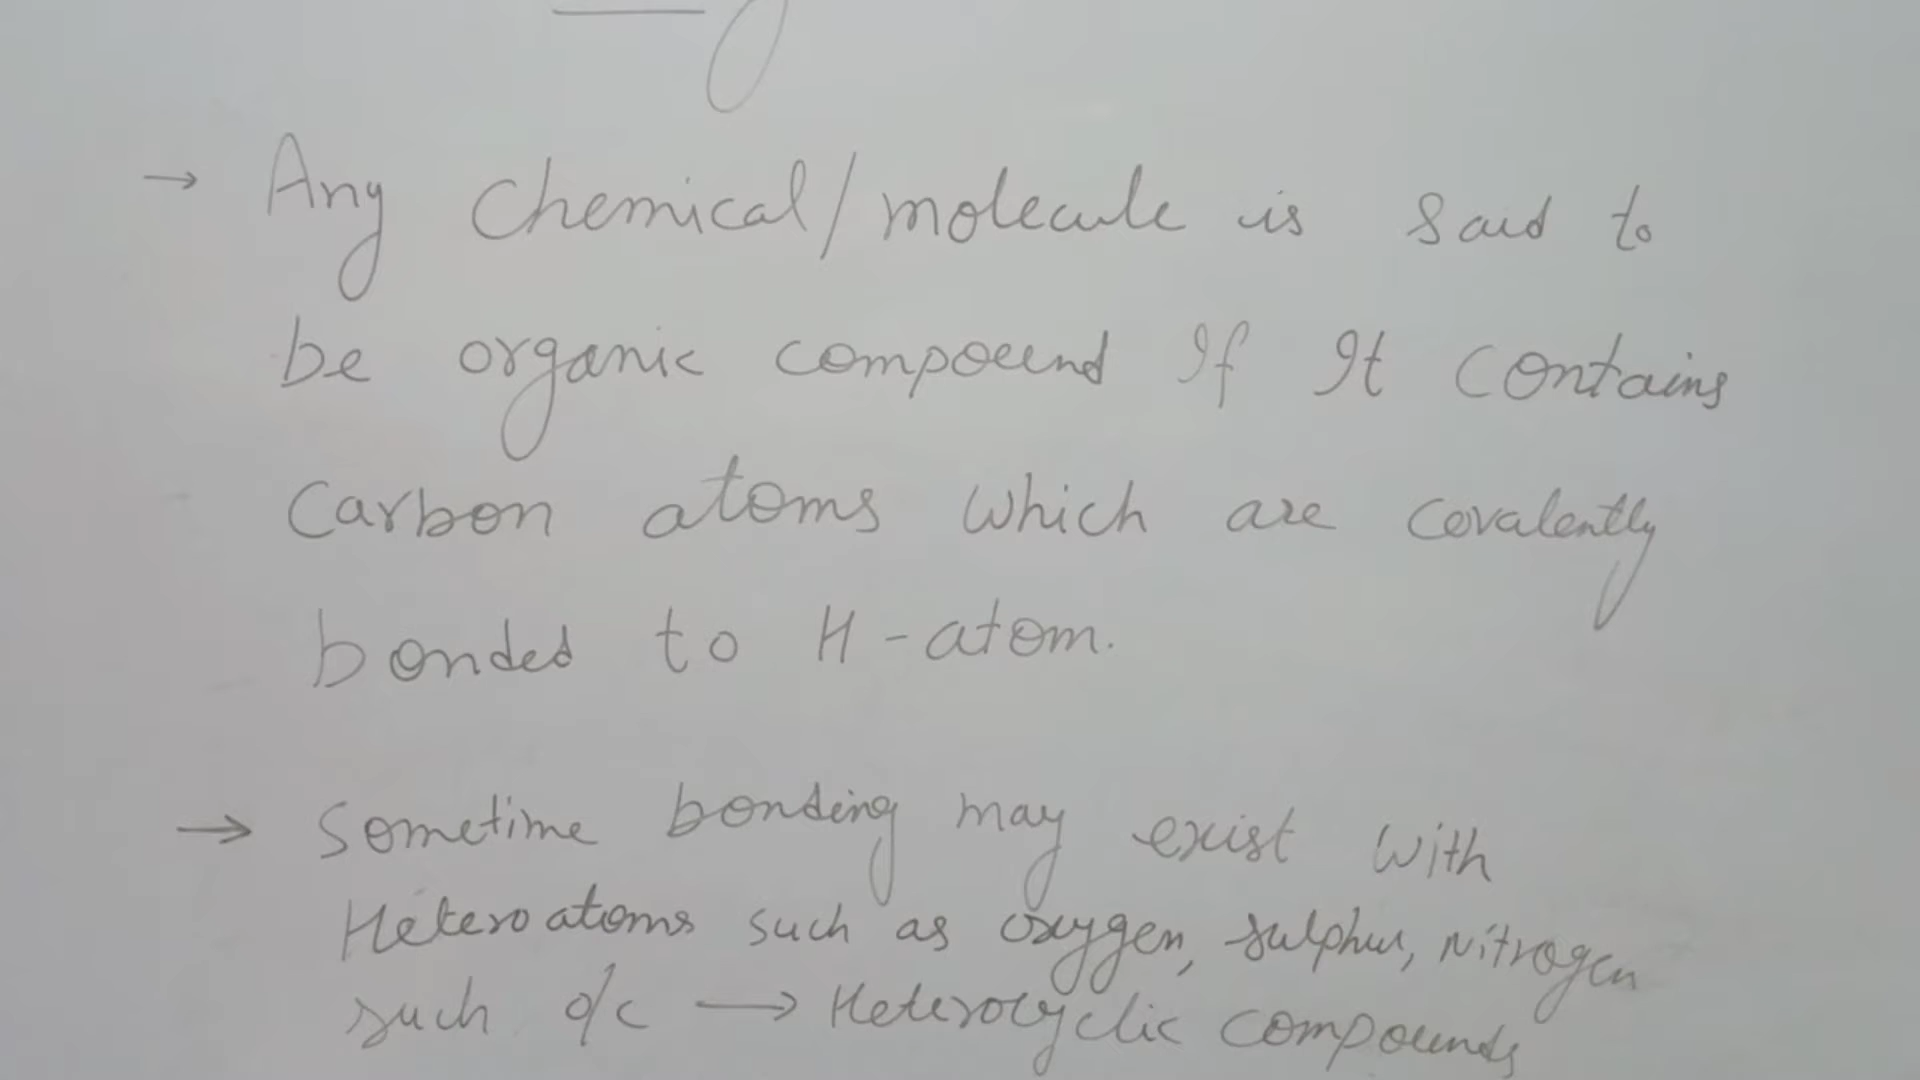 → Any Chemical/molecule is said to
be organic compound If It contains
Carbon atoms which are covalently
bonded to H-atom.
→ Sometime bonding may exist with
Heteroatoms such as oxygen, sulphur, Nitrogen
such o/c → Heterocyclic compounds